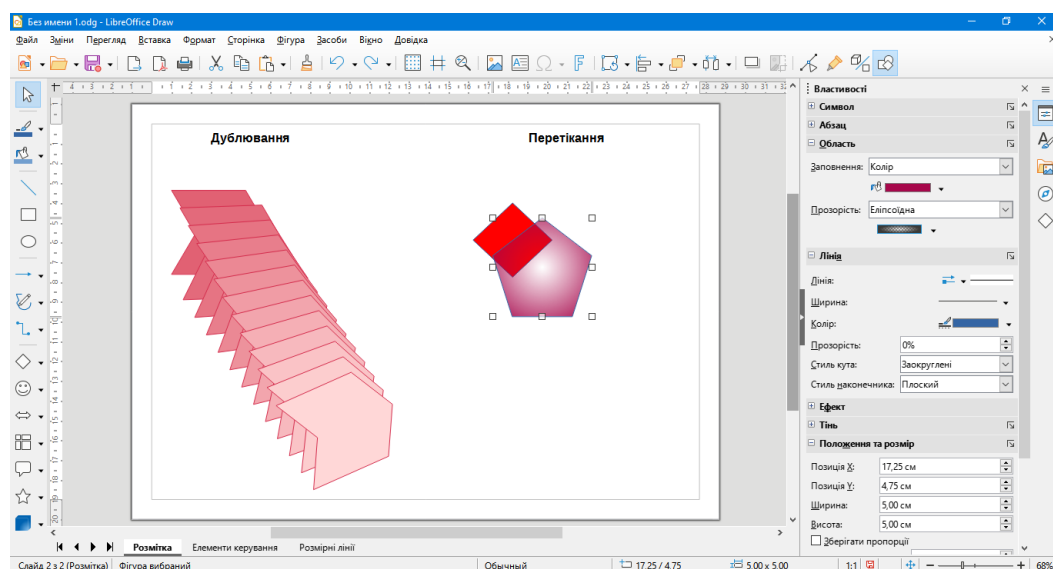 Без имени 1.odg - LibreOffice Draw
Файл Зміни Перегляд Вставка Формат Сторінка Фігура Засоби Вікно Довідка
Дублювання
Перетікання
Властивості
Символ
Абзац
Область
Заповнення: Колір
Прозорість: Еліпсоїдна
Лінія
Лінія:
Ширина:
Колір:
Прозорість: 0%
Стиль кута: Заокруглені
Стиль наконечника: Плоский
Ефект
Тінь
Положення та розмір
Позиція X: 17,25 см
Позиція Y: 4,75 см
Ширина: 5,00 см
Висота: 5,00 см
Зберігати пропорції
Розмітка Елементи керування Розмірні лінії
Слайд 2 з 2 (Розмітка) Фігура вибраний Обычный 17,25 / 4,75 5,00 x 5,00 1:1 68%